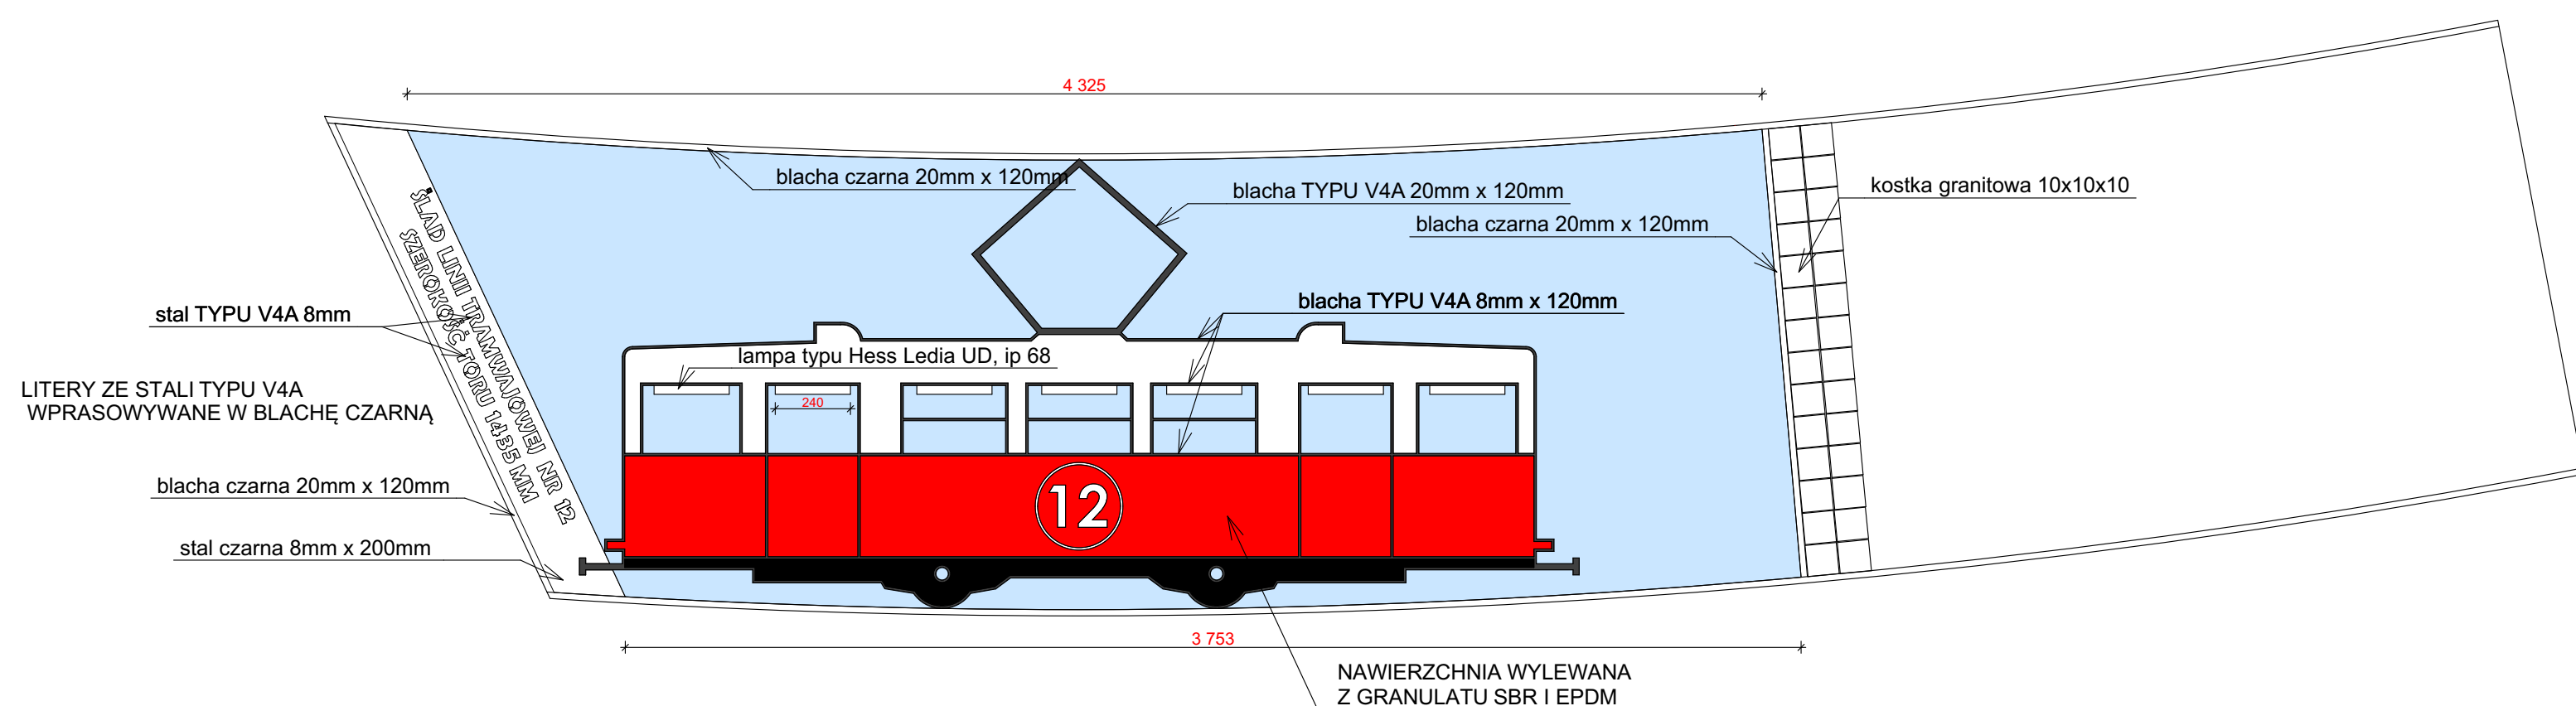 4 325
blacha czarna 20mm x 120mm
blacha TYPU V4A 20mm x 120mm
kostka granitowa 10x10x10
blacha czarna 20mm x 120mm
ŚLAD LINII TRAMWAJOWEJ NR 12
SZEROKOŚĆ TORU 1435 MM
stal TYPU V4A 8mm
blacha TYPU V4A 8mm x 120mm
lampa typu Hess Ledia UD, ip 68
LITERY ZE STALI TYPU V4A
WPRASOWYWANE W BLACHĘ CZARNĄ
240
blacha czarna 20mm x 120mm
12
stal czarna 8mm x 200mm
3 753
NAWIERZCHNIA WYLEWANA
Z GRANULATU SBR I EPDM